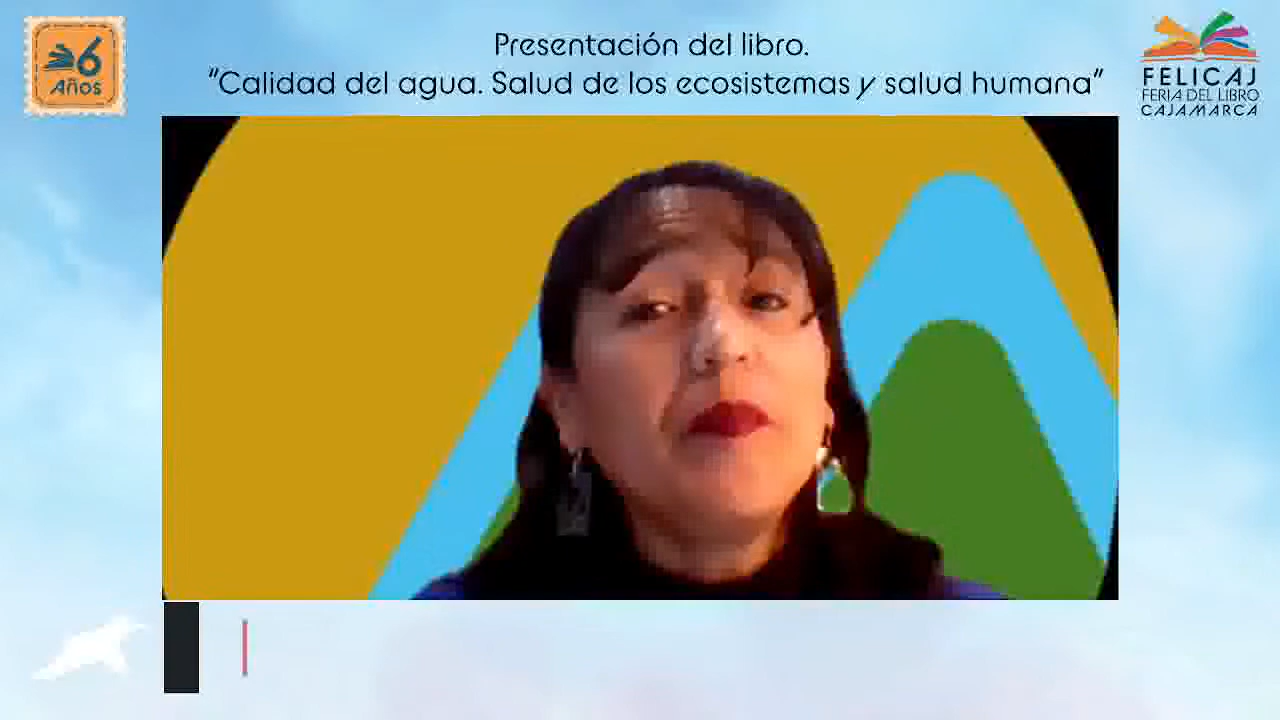 6
Años
Presentación del libro.
"Calidad del agua. Salud de los ecosistemas y salud humana"
FELICAJ
FERIA DEL LIBRO
CAJAMARCA